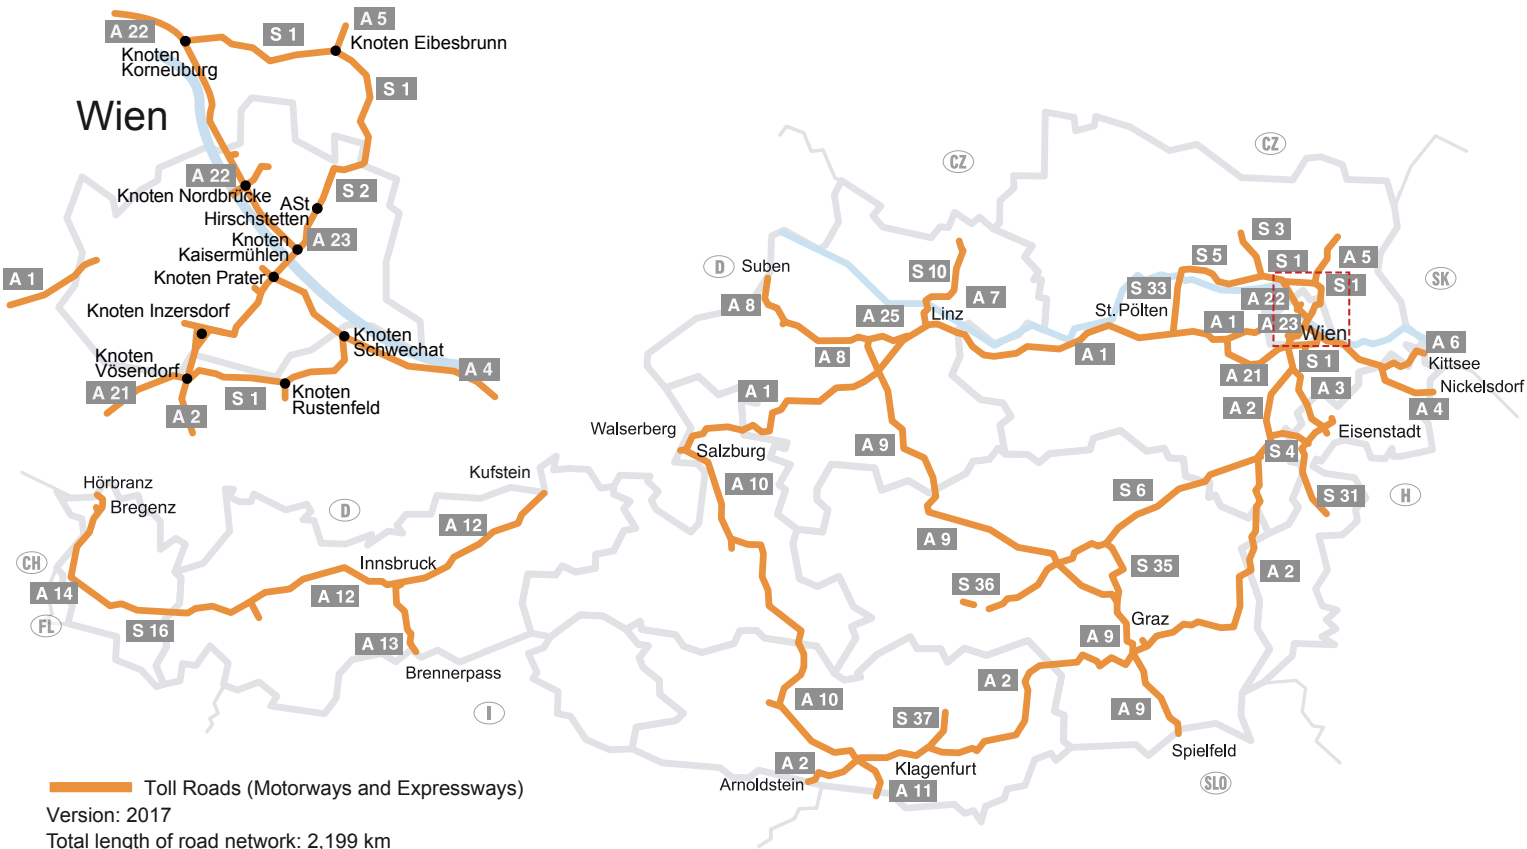 A 22
S 1
A 5
Knoten Eibesbrunn
Knoten
Korneuburg
S 1
Wien
A 22
Knoten Nordbrücke
S 2
ASt
Hirschstetten
Knoten
Kaisermühlen
A 23
A 1
Knoten Prater
Knoten Inzersdorf
Knoten
Schwechat
Knoten
Vösendorf
A 4
A 21
A 2
S 1
Knoten
Rustenfeld
CZ
CZ
D
Suben
S 10
A 8
A 25
Linz
A 7
A 8
A 1
S 33
St. Pölten
S 5
S 3
S 1
A 5
S 1
SK
A 22
A 1
A 23
Wien
A 6
Kittsee
Nickelsdorf
A 4
A 21
S 1
A 3
A 2
Eisenstadt
S 4
S 31
H
A 1
Walserberg
Salzburg
A 10
A 9
S 6
A 9
S 36
S 35
A 2
Graz
A 9
Hörbranz
Bregenz
Kufstein
D
A 12
CH
Innsbruck
A 14
A 12
FL
S 16
A 13
Brennerpass
I
A 10
A 2
S 37
A 9
Spielfeld
A 2
Klagenfurt
Arnoldstein
A 11
SLO
Toll Roads (Motorways and Expressways)
Version: 2017
Total length of road network: 2,199 km